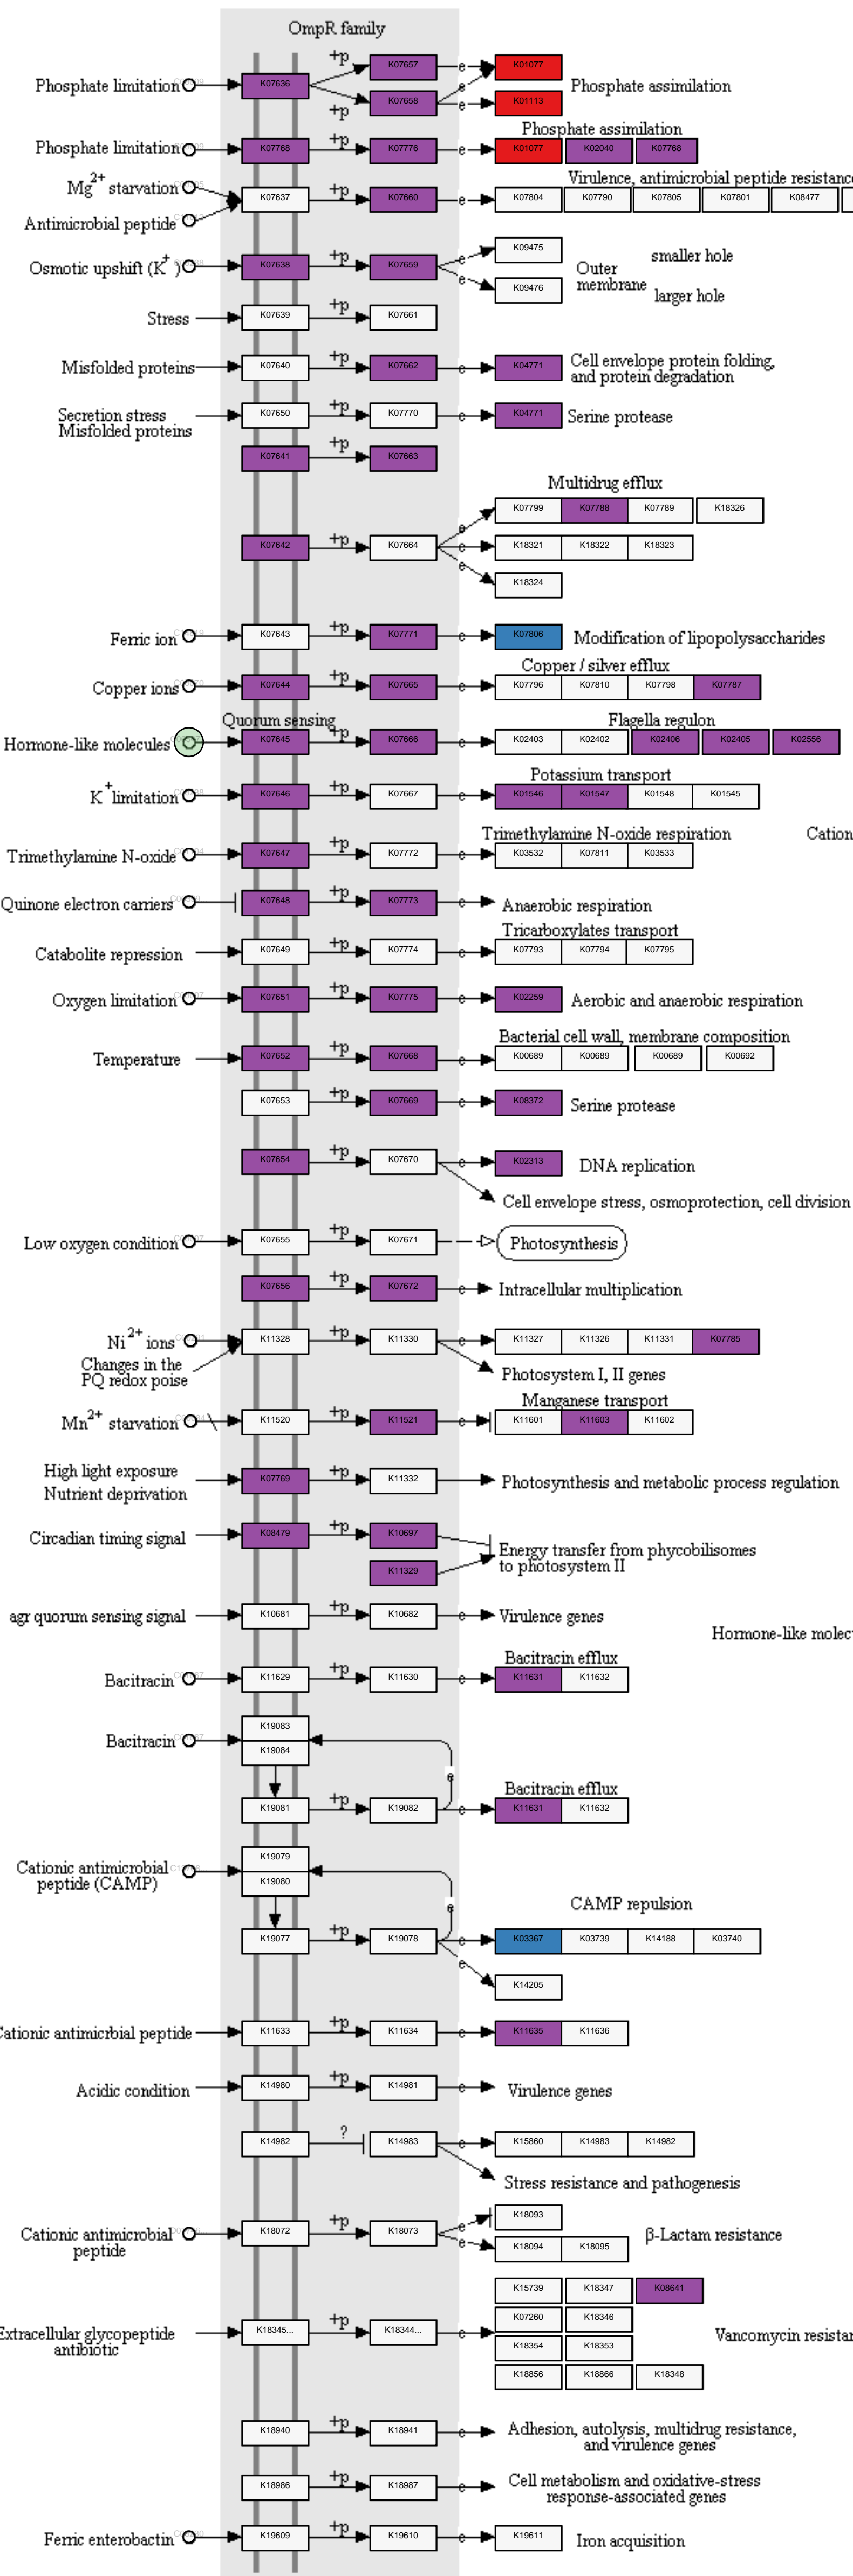 OmpR family
Phosphate limitation K07636 +p +p K07657 K07658 e e e K01077 K01113 Phosphate assimilation
Phosphate assimilation
Phosphate limitation K07768 +p K07776 e K01077 K02040 K07768
Virulence, antimicrobial peptide resistance
Mg2+ starvation
Antimicrobial peptide K07637 +p K07660 e K07804 K07790 K07805 K07801 K08477
Osmotic upshift (K+) K07638 +p K07659 e e K09475 K09476 Outer membrane smaller hole larger hole
Stress K07639 +p K07661
Misfolded proteins K07640 +p K07662 e K04771 Cell envelope protein folding,
and protein degradation
Secretion stress
Misfolded proteins K07650 +p K07770 e K04771 Serine protease
K07641 +p K07663
Multidrug efflux
K07799 K07788 K07789 K18326
K07642 +p K07664 e e e K18321 K18322 K18323
K18324
Ferric ion K07643 +p K07771 e K07806 Modification of lipopolysaccharides
Copper / silver efflux
Copper ions K07644 +p K07665 e K07796 K07810 K07798 K07787
Quorum sensing Flagella regulon
Hormone-like molecules K07645 +p K07666 e K02403 K02402 K02406 K02405 K02556
Potassium transport
K+ limitation K07646 +p K07667 e K01546 K01547 K01548 K01545
Trimethylamine N-oxide respiration Cation
Trimethylamine N-oxide K07647 +p K07772 e K03532 K07811 K03533
Quinone electron carriers K07648 +p K07773 e Anaerobic respiration
Tricarboxylates transport
Catabolite repression K07649 +p K07774 e K07793 K07794 K07795
Oxygen limitation K07651 +p K07775 e K02259 Aerobic and anaerobic respiration
Bacterial cell wall, membrane composition
Temperature K07652 +p K07668 e K00689 K00689 K00689 K00692
K07653 +p K07669 e K08372 Serine protease
K07654 +p K07670 e K02313 DNA replication
Cell envelope stress, osmoprotection, cell division
Low oxygen condition K07655 +p K07671 Photosynthesis
K07656 +p K07672 Intracellular multiplication
Ni2+ ions K11328 +p K11330 e K11327 K11326 K11331 K07785
Changes in the
PQ redox poise
Photosystem I, II genes
Manganese transport
Mn2+ starvation K11520 +p K11521 e K11601 K11603 K11602
High light exposure
Nutrient deprivation K07769 +p K11332 Photosynthesis and metabolic process regulation
Circadian timing signal K08479 +p K10697
K11329 Energy transfer from phycobilisomes
to photosystem II
agr quorum sensing signal K10681 +p K10682 e Virulence genes
Hormone-like molecu
Bacitracin efflux
Bacitracin K11629 +p K11630 e K11631 K11632
Bacitracin K19083
K19084
e
Bacitracin efflux
K19081 +p K19082 e K11631 K11632
Cationic antimicrobial
peptide (CAMP) K19079
K19080
e
CAMP repulsion
K19077 +p K19078 e e K03367 K03739 K14188 K03740
K14205
Cationic antimicrbial peptide K11633 +p K11634 e K11635 K11636
Acidic condition K14980 +p K14981 e Virulence genes
K14982 ? K14983 e K15860 K14983 K14982
Stress resistance and pathogenesis
K18093
Cationic antimicrobial
peptide K18072 +p K18073 e e K18094 K18095 β-Lactam resistance
K15739 K18347 K08641
K07260 K18346
Extracellular glycopeptide
antibiotic K18345... +p K18344... e Vancomycin resistan
K18354 K18353
K18856 K18866 K18348
K18940 +p K18941 e Adhesion, autolysis, multidrug resistance,
and virulence genes
K18986 +p K18987 e Cell metabolism and oxidative-stress
response-associated genes
Ferric enterobactin K19609 +p K19610 e K19611 Iron acquisition